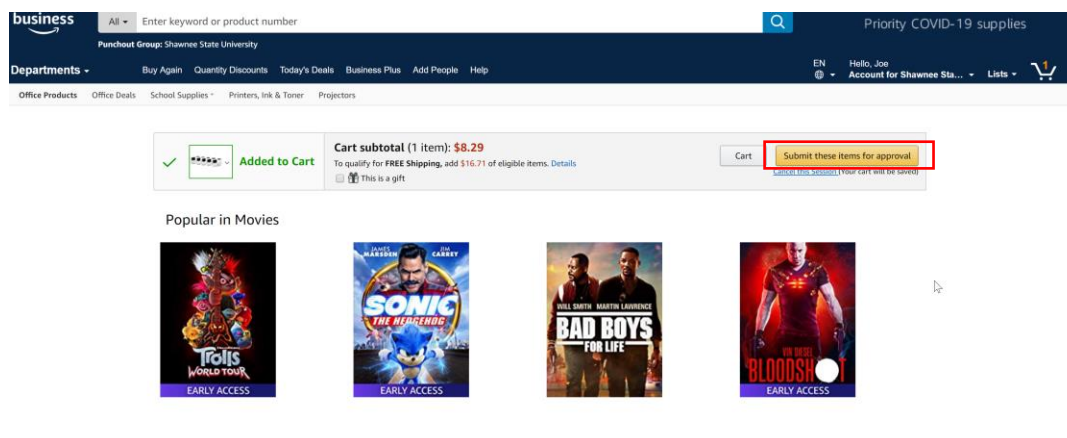 business All Enter keyword or product number Priority COVID-19 supplies
Punchout Group: Shawnee State University
Departments Buy Again Quantity Discounts Today's Deals Business Plus Add People Help EN Hello, Joe
Account for Shawnee Sta... Lists 1
Office Products Office Deals School Supplies Printers, Ink & Toner Projectors
Added to Cart
Cart subtotal (1 item): $8.29
To qualify for FREE Shipping, add $16.71 of eligible items. Details
This is a gift
Cart Submit these items for approval
Cancel this Session (Your cart will be saved)
Popular in Movies
Trolls
WORLD TOUR
EARLY ACCESS
JAMES MARSDEN JIM CARREY
SONIC
THE HEDGEHOG
EARLY ACCESS
WILL SMITH MARTIN LAWRENCE
BAD BOYS
FOR LIFE
VIN DIESEL
BLOODSHOT
EARLY ACCESS